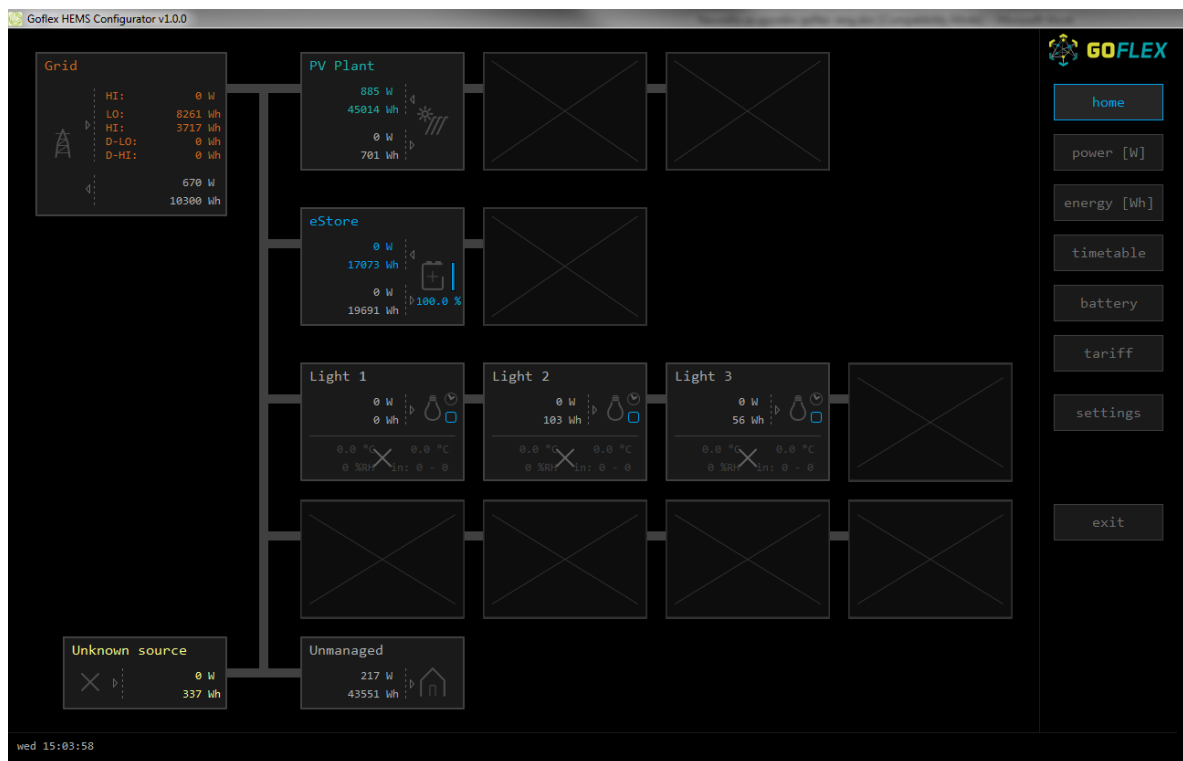 Goflex HEMS Configurator v1.0.0
GOFLEX
Grid
HI: 0 W
LO: 8261 Wh
HI: 3717 Wh
D-LO: 0 Wh
D-HI: 0 Wh
670 W
10300 Wh
PV Plant
885 W
45014 Wh
0 W
701 Wh
eStore
0 W
17073 Wh
0 W
100.0 %
19691 Wh
Light 1
0 W
0 Wh
0.0 °C 0.0 °C
0 %RH in: 0 - 0
Light 2
0 W
103 Wh
0.0 °C 0.0 °C
0 %RH in: 0 - 0
Light 3
0 W
56 Wh
0.0 °C 0.0 °C
0 %RH in: 0 - 0
Unknown source
0 W
337 Wh
Unmanaged
217 W
43551 Wh
home
power [W]
energy [Wh]
timetable
battery
tariff
settings
exit
wed 15:03:58